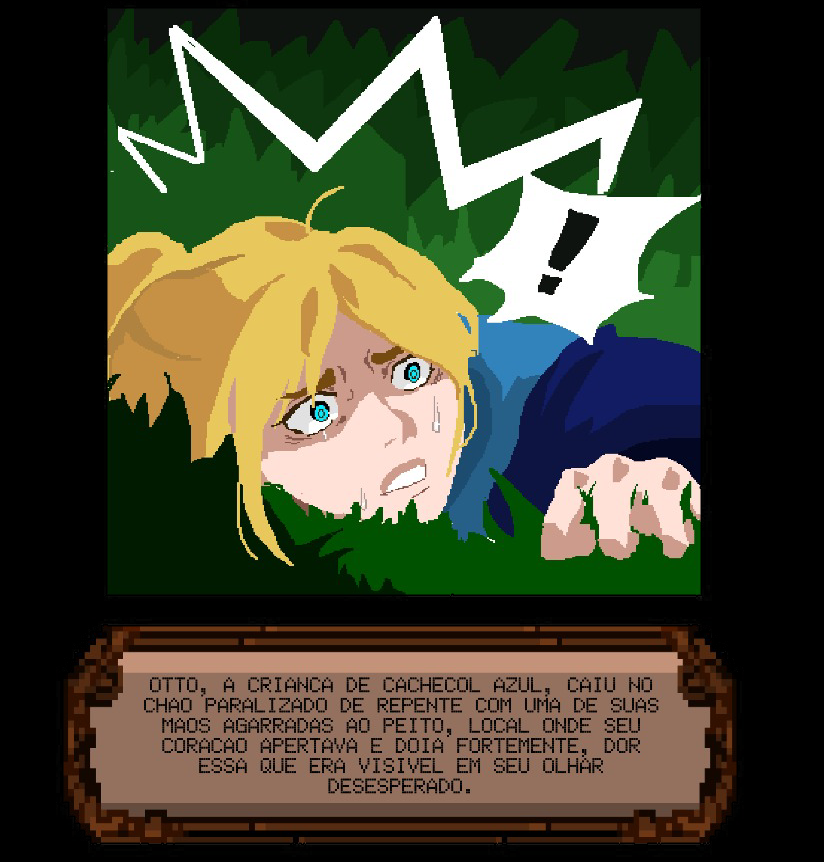 !
OTTO, A CRIANCA DE CACHECOL AZUL, CAIU NO
CHAO PARALIZADO DE REPENTE COM UMA DE SUAS
MAOS AGARRADAS AO PEITO, LOCAL ONDE SEU
CORACAO APERTAVA E DOIA FORTEMENTE, DOR
ESSA QUE ERA VISIVEL EM SEU OLHAR
DESESPERADO.